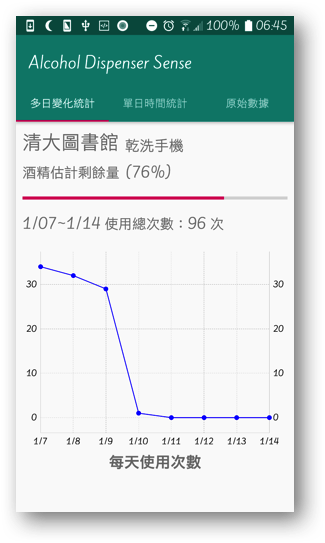 100% 06:45
Alcohol Dispenser Sense
多日變化統計 單日時間統計 原始數據
清大圖書館 乾洗手機
酒精估計剩餘量 (76%)
1/07~1/14 使用總次數：96 次
30 30
20 20
10 10
0 0
1/7 1/8 1/9 1/10 1/11 1/12 1/13 1/14
每天使用次數